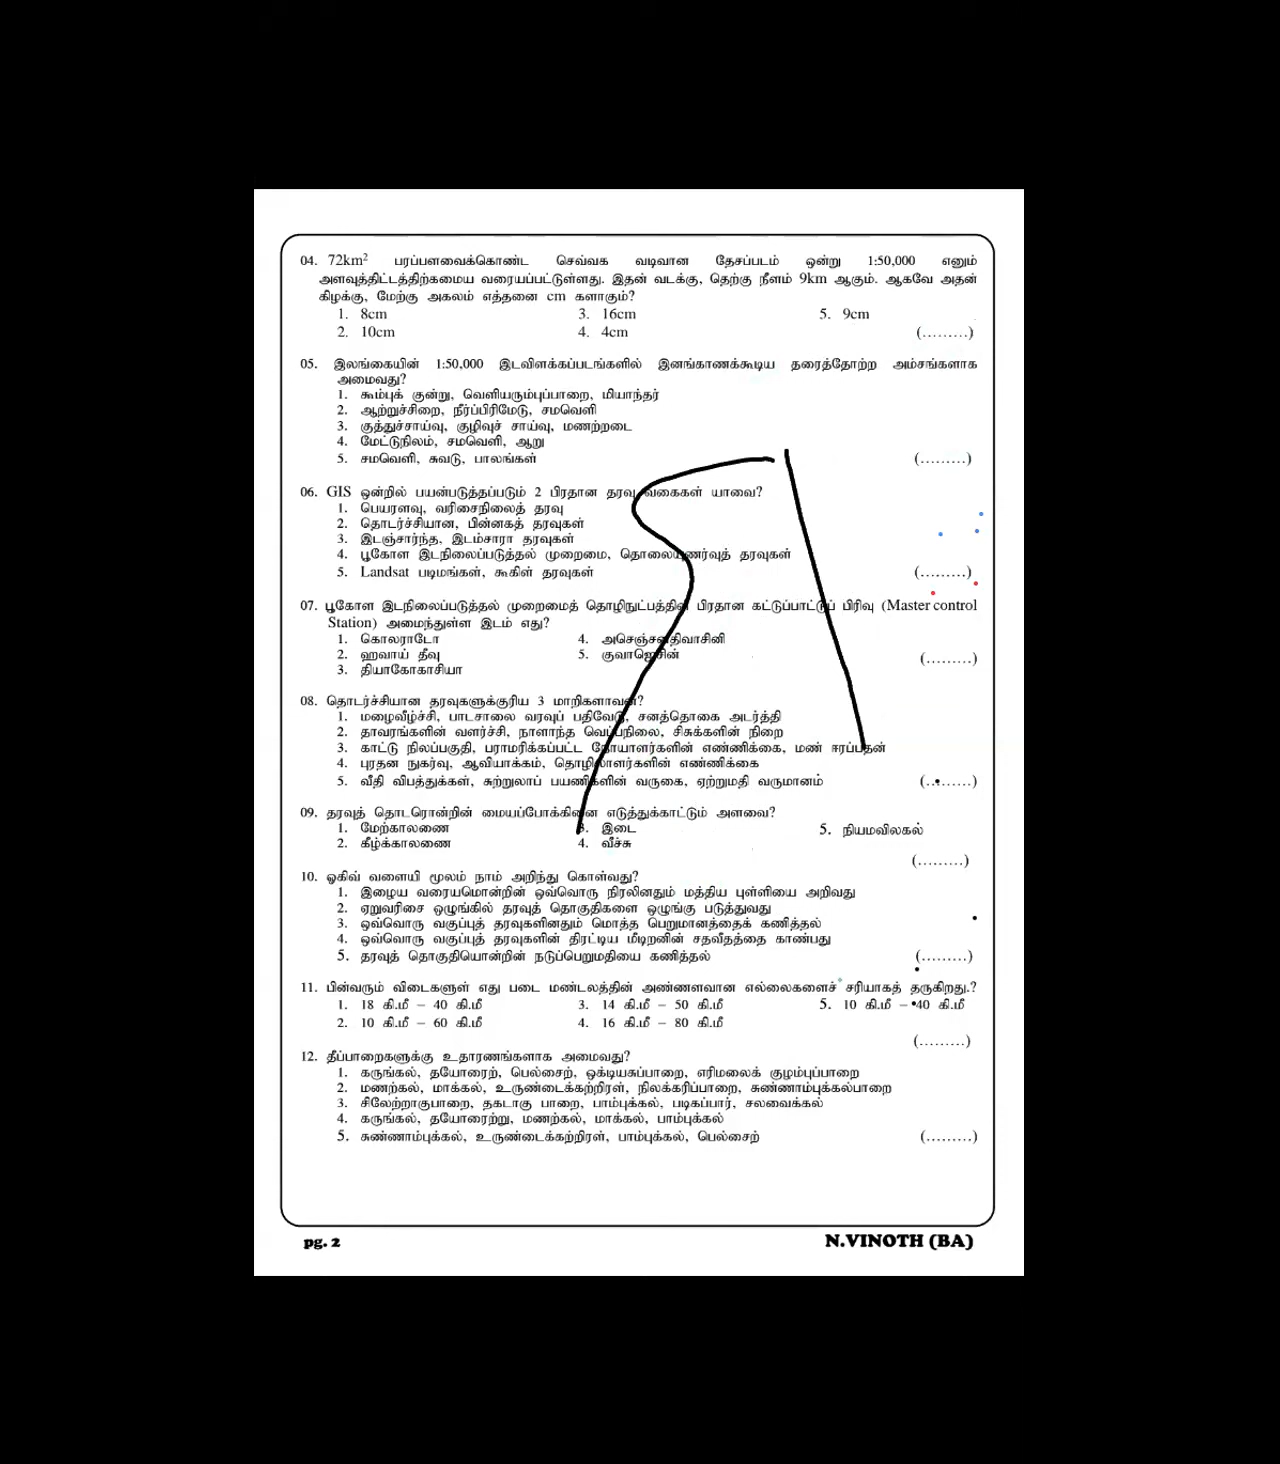 04. 72km² பரப்பளவைக்கொண்ட செவ்வக வடிவான தேசப்படம் ஒன்று 1:50,000 எனும்
அளவுத்திட்டத்திற்கமைய வரையப்பட்டுள்ளது. இதன் வடக்கு, தெற்கு நீளம் 9km ஆகும். ஆகவே அதன்
கிழக்கு, மேற்கு அகலம் எத்தனை cm களாகும்?
1. 8cm 3. 16cm 5. 9cm
2. 10cm 4. 4cm (.........)
05. இலங்கையின் 1:50,000 இடவிளக்கப்படங்களில் இனங்காணக்கூடிய தரைத்தோற்ற அம்சங்களாக
அமைவது?
1. கூம்புக் குன்று, வெளியரும்புப்பாறை, மியாந்தர்
2. ஆற்றுச்சிறை, நீர்ப்பிரிமேடு, சமவெளி
3. குத்துச்சாய்வு, குழிவுச் சாய்வு, மணற்றடை
4. மேட்டுநிலம், சமவெளி, ஆறு
5. சமவெளி, சுவடு, பாலங்கள் (.........)
06. GIS ஒன்றில் பயன்படுத்தப்படும் 2 பிரதான தரவு வகைகள் யாவை?
1. பெயரளவு, வரிசைநிலைத் தரவு
2. தொடர்ச்சியான, பின்னகத் தரவுகள்
3. இடஞ்சார்ந்த, இடம்சாரா தரவுகள்
4. பூகோள இடநிலைப்படுத்தல் முறைமை, தொலையுணர்வுத் தரவுகள்
5. Landsat படிமங்கள், கூகிள் தரவுகள் (.........)
07. பூகோள இடநிலைப்படுத்தல் முறைமைத் தொழிநுட்பத்தின் பிரதான கட்டுப்பாட்டுப் பிரிவு (Master control
Station) அமைந்துள்ள இடம் எது?
1. கொலராடோ 4. அசெஞ்சனதிவாசினி
2. ஹவாய் தீவு 5. குவாஜெசின்
3. தியாகோகாசியா (.........)
08. தொடர்ச்சியான தரவுகளுக்குரிய 3 மாறிகளாவன?
1. மழைவீழ்ச்சி, பாடசாலை வரவுப் பதிவேடு, சனத்தொகை அடர்த்தி
2. தாவரங்களின் வளர்ச்சி, நாளாந்த வெப்பநிலை, சிசுக்களின் நிறை
3. காட்டு நிலப்பகுதி, பராமரிக்கப்பட்ட நோயாளர்களின் எண்ணிக்கை, மண் ஈரப்பதன்
4. புரதன நுகர்வு, ஆவியாக்கம், தொழிலாளர்களின் எண்ணிக்கை
5. வீதி விபத்துக்கள், சுற்றுலாப் பயணிகளின் வருகை, ஏற்றுமதி வருமானம் (.........)
09. தரவுத் தொடரொன்றின் மையப்போக்கினை எடுத்துக்காட்டும் அளவை?
1. மேற்காலணை 3. இடை 5. நியமவிலகல்
2. கீழ்க்காலணை 4. வீச்சு
(.........)
10. ஓகிவ் வளையி மூலம் நாம் அறிந்து கொள்வது?
1. இழைய வரையமொன்றின் ஒவ்வொரு நிரலினதும் மத்திய புள்ளியை அறிவது
2. ஏறுவரிசை ஒழுங்கில் தரவுத் தொகுதிகளை ஒழுங்கு படுத்துவது
3. ஒவ்வொரு வகுப்புத் தரவுகளினதும் மொத்த பெறுமானத்தைக் கணித்தல்
4. ஒவ்வொரு வகுப்புத் தரவுகளின் திரட்டிய மீடிறனின் சதவீதத்தை காண்பது
5. தரவுத் தொகுதியொன்றின் நடுப்பெறுமதியை கணித்தல் (.........)
11. பின்வரும் விடைகளுள் எது படை மண்டலத்தின் அண்ணளவான எல்லைகளைச் சரியாகத் தருகிறது.?
1. 18 கி.மீ – 40 கி.மீ 3. 14 கி.மீ – 50 கி.மீ 5. 10 கி.மீ – 40 கி.மீ
2. 10 கி.மீ – 60 கி.மீ 4. 16 கி.மீ – 80 கி.மீ
(.........)
12. தீப்பாறைகளுக்கு உதாரணங்களாக அமைவது?
1. கருங்கல், தயோரைற், பெல்சைற், ஒக்டியசுப்பாறை, எரிமலைக் குழம்புப்பாறை
2. மணற்கல், மாக்கல், உருண்டைக்கற்றிரள், நிலக்கரிப்பாறை, சுண்ணாம்புக்கல்பாறை
3. சிலேற்றாகுபாறை, தகடாகு பாறை, பாம்புக்கல், படிகப்பார், சலவைக்கல்
4. கருங்கல், தயோரைற்று, மணற்கல், மாக்கல், பாம்புக்கல்
5. சுண்ணாம்புக்கல், உருண்டைக்கற்றிரள், பாம்புக்கல், பெல்சைற் (.........)
pg. 2 N.VINOTH (BA)